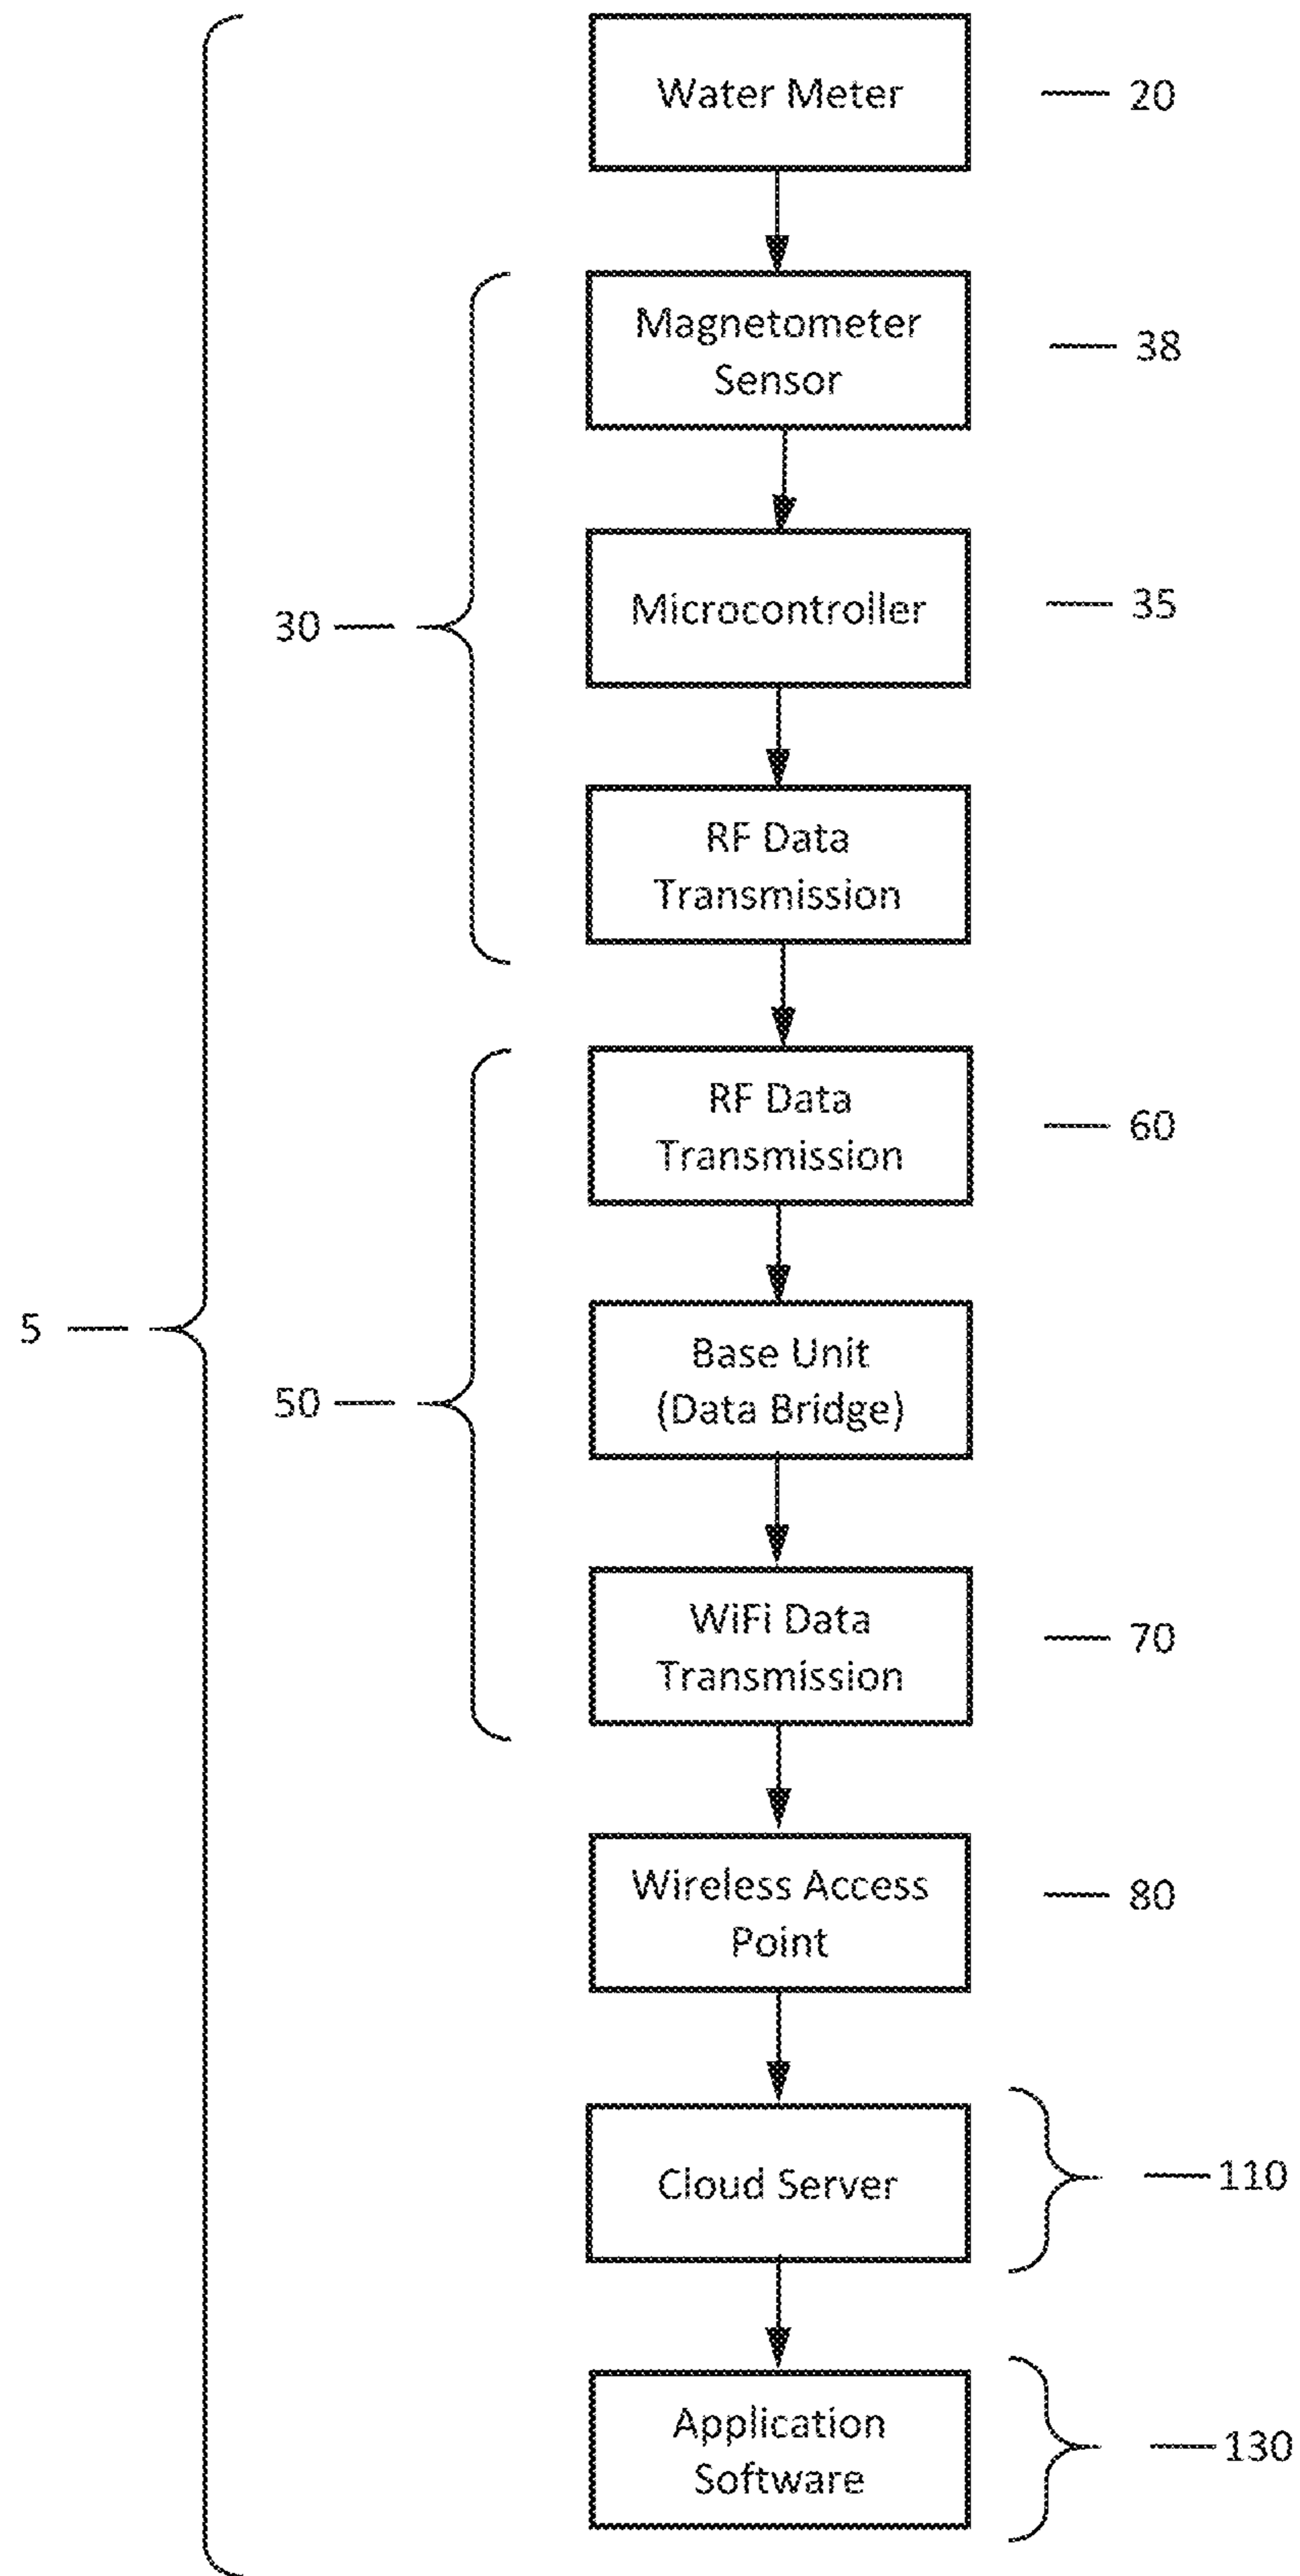 Water Meter
20
Magnetometer
Sensor
38
Microcontroller
35
30
RF Data
Transmission
RF Data
Transmission
60
Base Unit
(Data Bridge)
5
50
WiFi Data
Transmission
70
Wireless Access
Point
80
Cloud Server
110
Application
Software
130